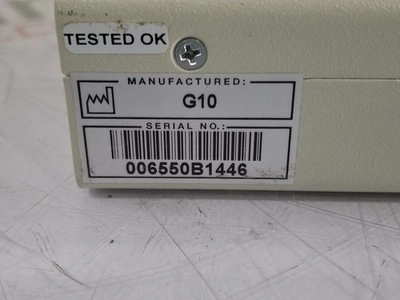 TESTED OK
MANUFACTURED:
G10
SERIAL NO.:
006550B1446